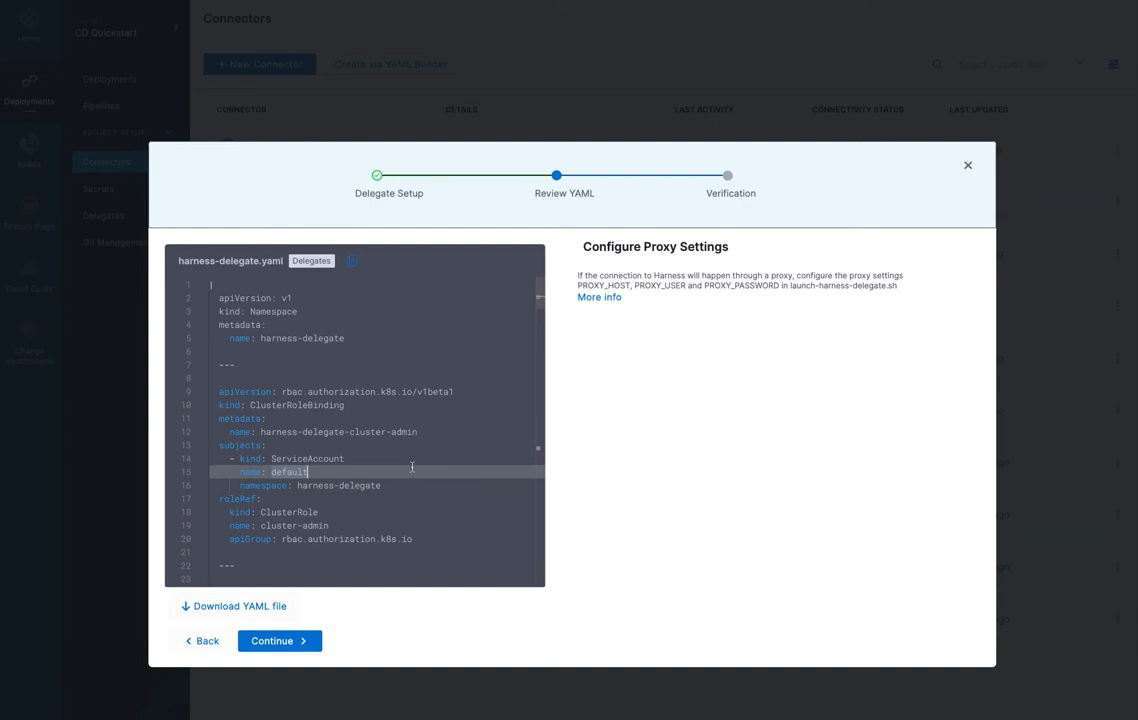 CD Quickstart
Connectors
+ New Connector
Create via YAML Builder
Deployments
Pipelines
PROJECT SETUP
Connectors
Secrets
Delegates
Git Management
Deployments
Builds
Feature Flags
Cloud Costs
Change
CONNECTOR
DETAILS
LAST ACTIVITY
CONNECTIVITY STATUS
LAST UPDATED
Delegate Setup
Review YAML
Verification
harness-delegate.yaml
Delegates
1
2 apiVersion: v1
3 kind: Namespace
4 metadata:
5 name: harness-delegate
6
7 ---
8
9 apiVersion: rbac.authorization.k8s.io/v1beta1
10 kind: ClusterRoleBinding
11 metadata:
12 name: harness-delegate-cluster-admin
13 subjects:
14 - kind: ServiceAccount
15 name: default
16 namespace: harness-delegate
17 roleRef:
18 kind: ClusterRole
19 name: cluster-admin
20 apiGroup: rbac.authorization.k8s.io
21
22 ---
23
Download YAML file
Back
Continue
Configure Proxy Settings
If the connection to Harness will happen through a proxy, configure the proxy settings
PROXY_HOST, PROXY_USER and PROXY_PASSWORD in launch-harness-delegate.sh
More info